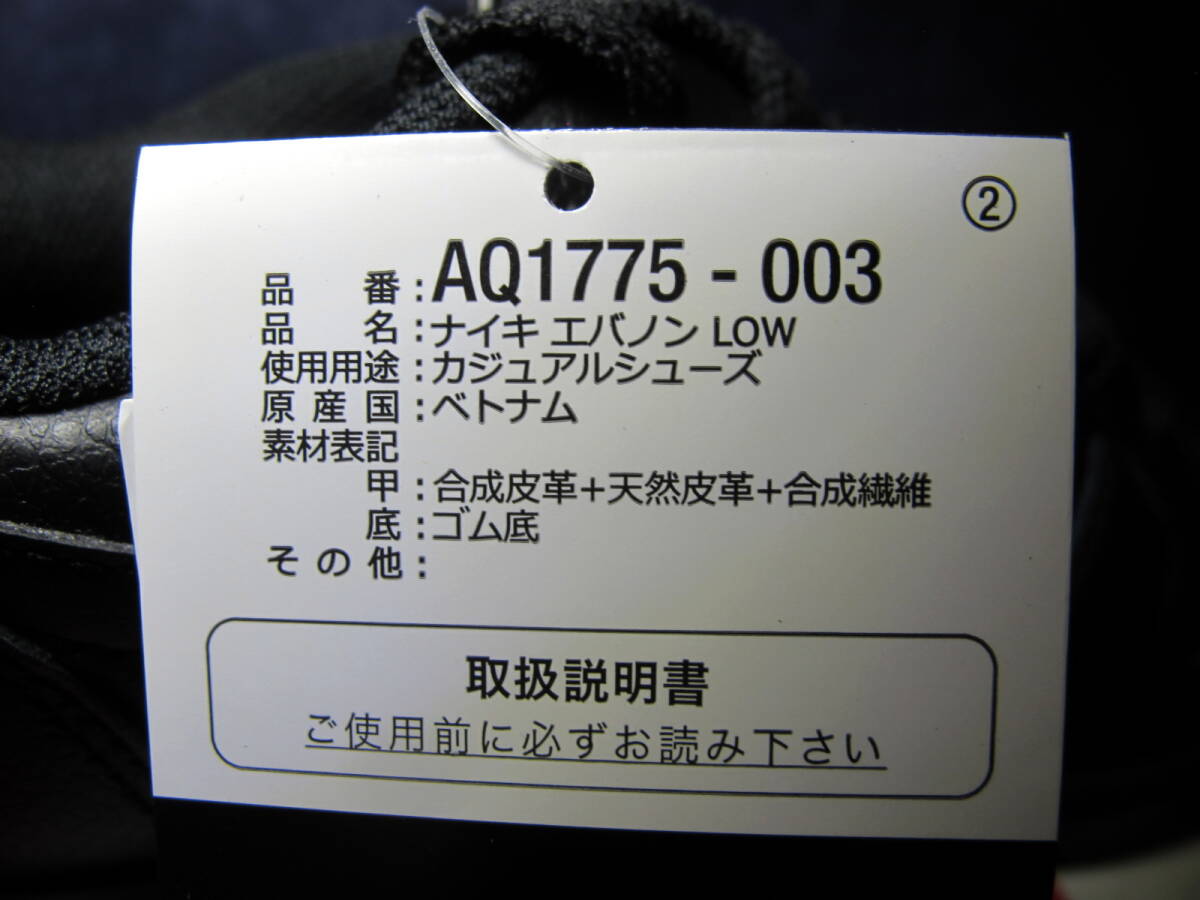 ②
品番:AQ1775-003
品名:ナイキ エバノン LOW
使用用途:カジュアルシューズ
原産国:ベトナム
素材表記
甲:合成皮革+天然皮革+合成繊維
底:ゴム底
その他:
取扱説明書
ご使用前に必ずお読み下さい